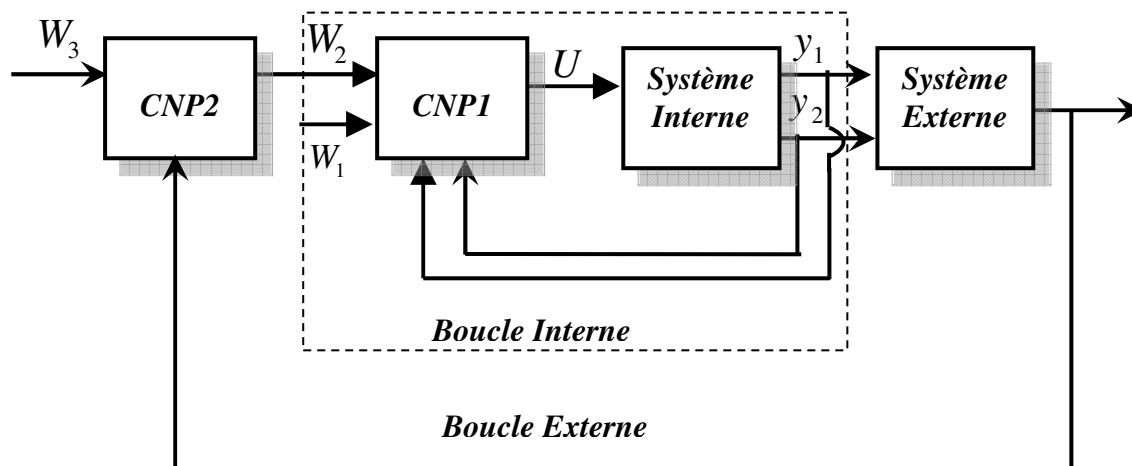 W3
CNP2
W2
W1
CNP1
U
Système
Interne
y1
y2
Système
Externe
Boucle Interne
Boucle Externe